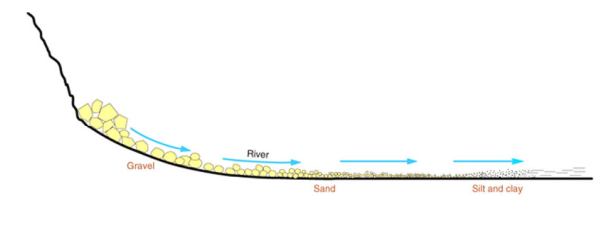 River
Gravel
Sand
Silt and clay